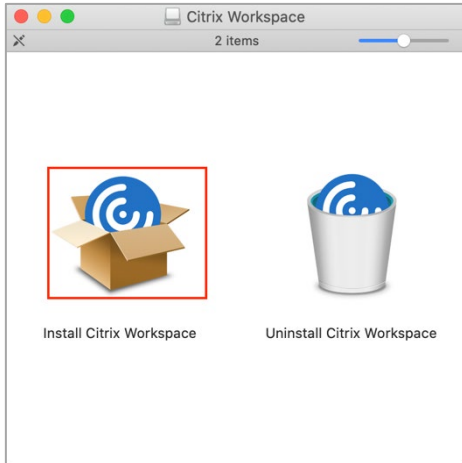 Citrix Workspace
2 items
Install Citrix Workspace
Uninstall Citrix Workspace